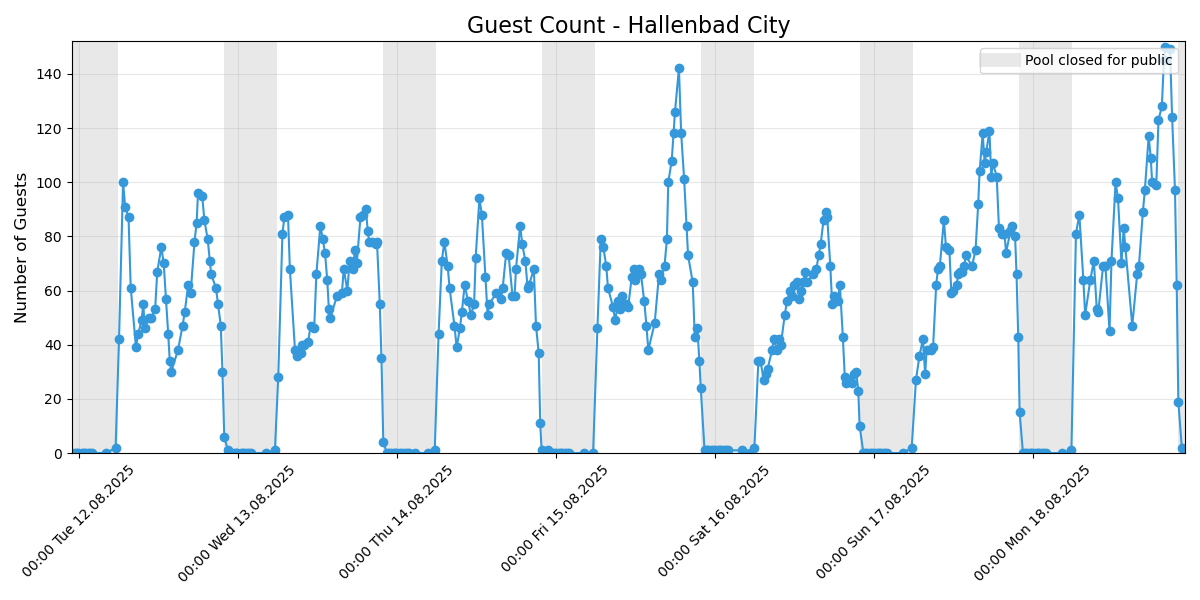 Guest Count - Hallenbad City
Pool closed for public
Number of Guests
140
120
100
80
60
40
20
0
00:00 Tue 12.08.2025
00:00 Wed 13.08.2025
00:00 Thu 14.08.2025
00:00 Fri 15.08.2025
00:00 Sat 16.08.2025
00:00 Sun 17.08.2025
00:00 Mon 18.08.2025